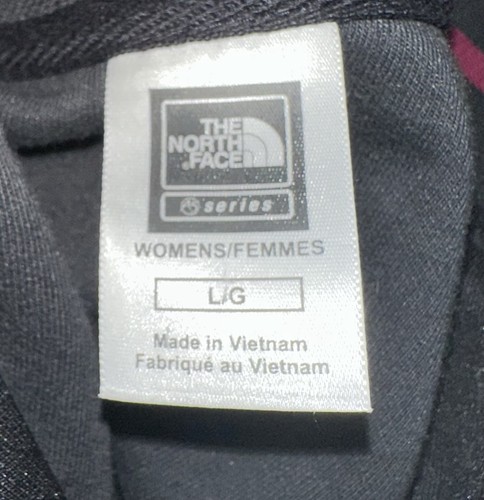 THE
NORTH
FACE
series
WOMENS/FEMMES
L/G
Made in Vietnam
Fabriqué au Vietnam